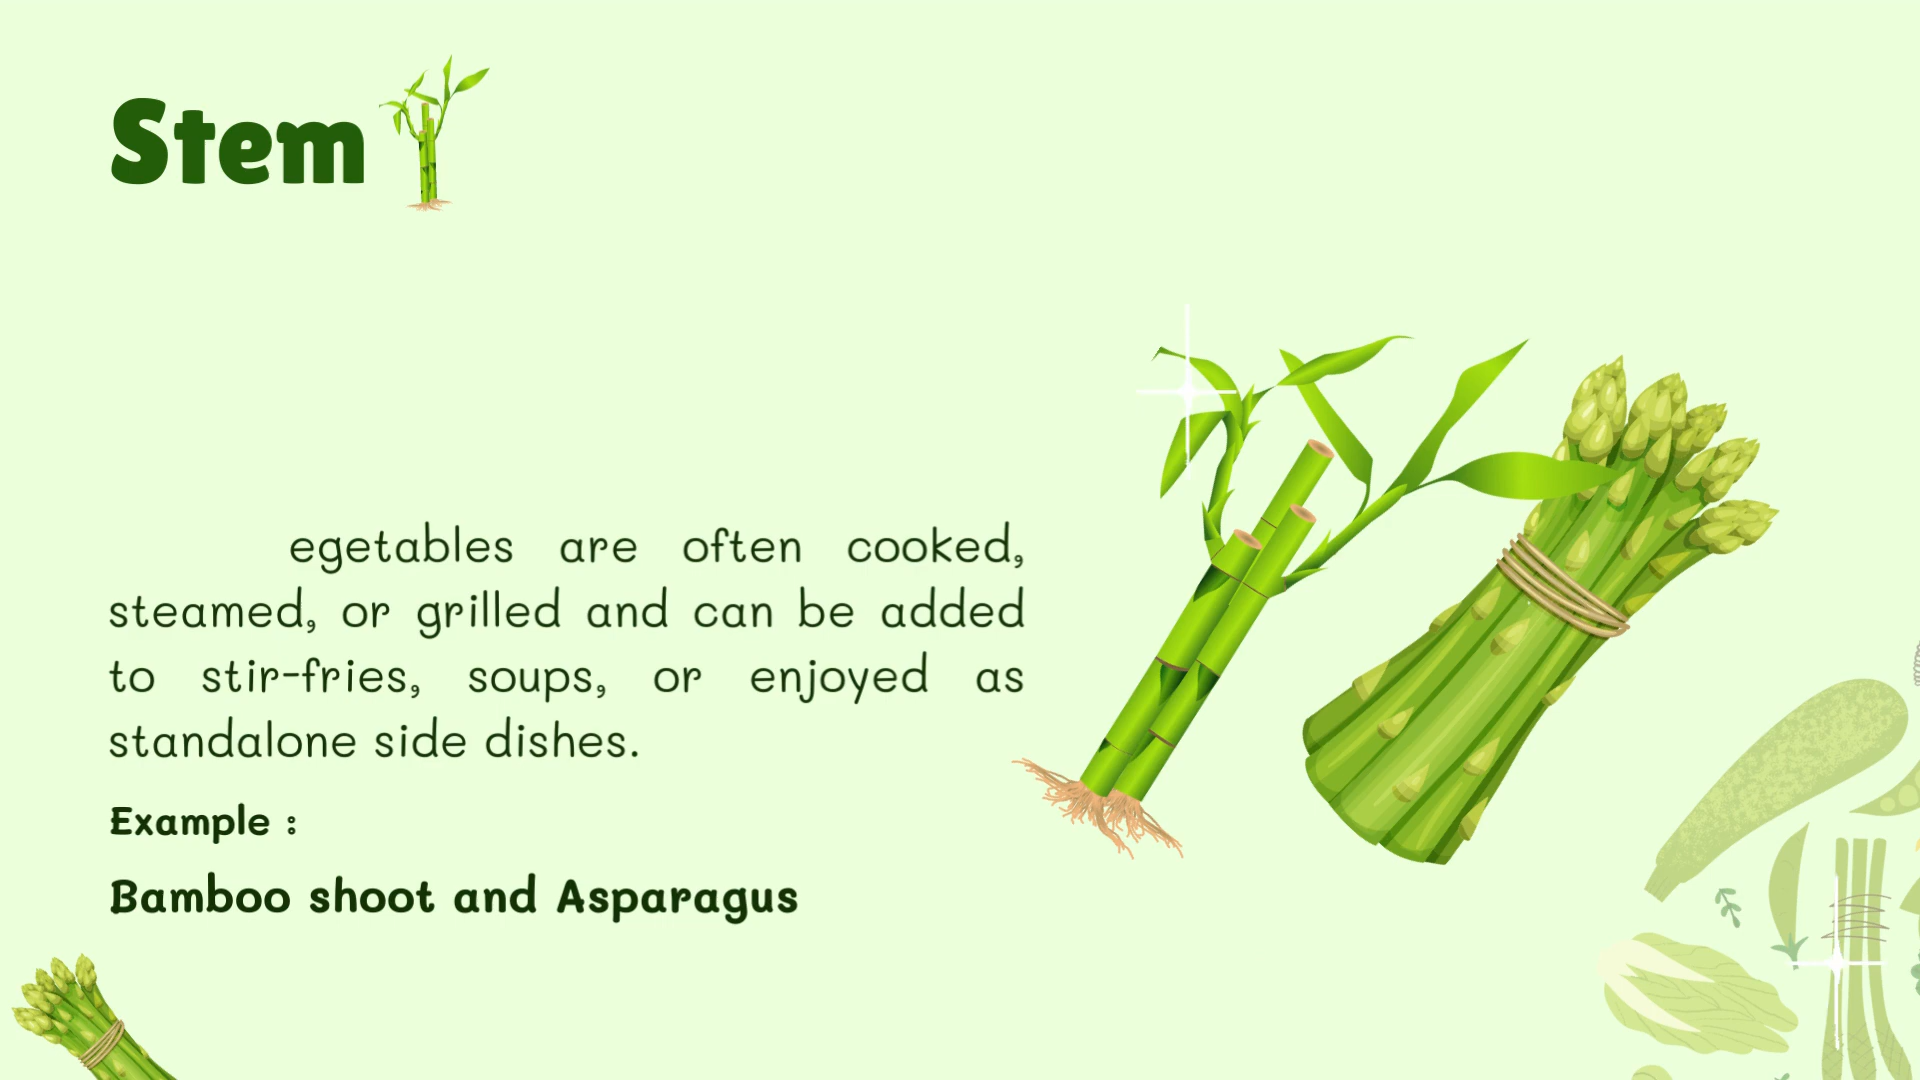 Stem
egetables are often cooked,
steamed, or grilled and can be added
to stir-fries, soups, or enjoyed as
standalone side dishes.
Example :
Bamboo shoot and Asparagus